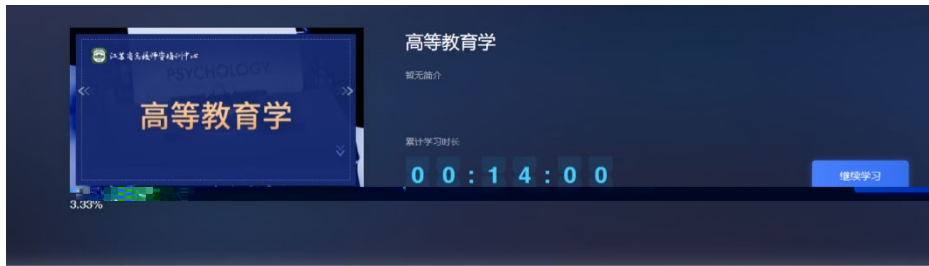 高等教育学
暂无简介
江苏省高校师资培训中心
PSYCHOLOGY
高等教育学
累计学习时长
00:14:00
继续学习
3.33%